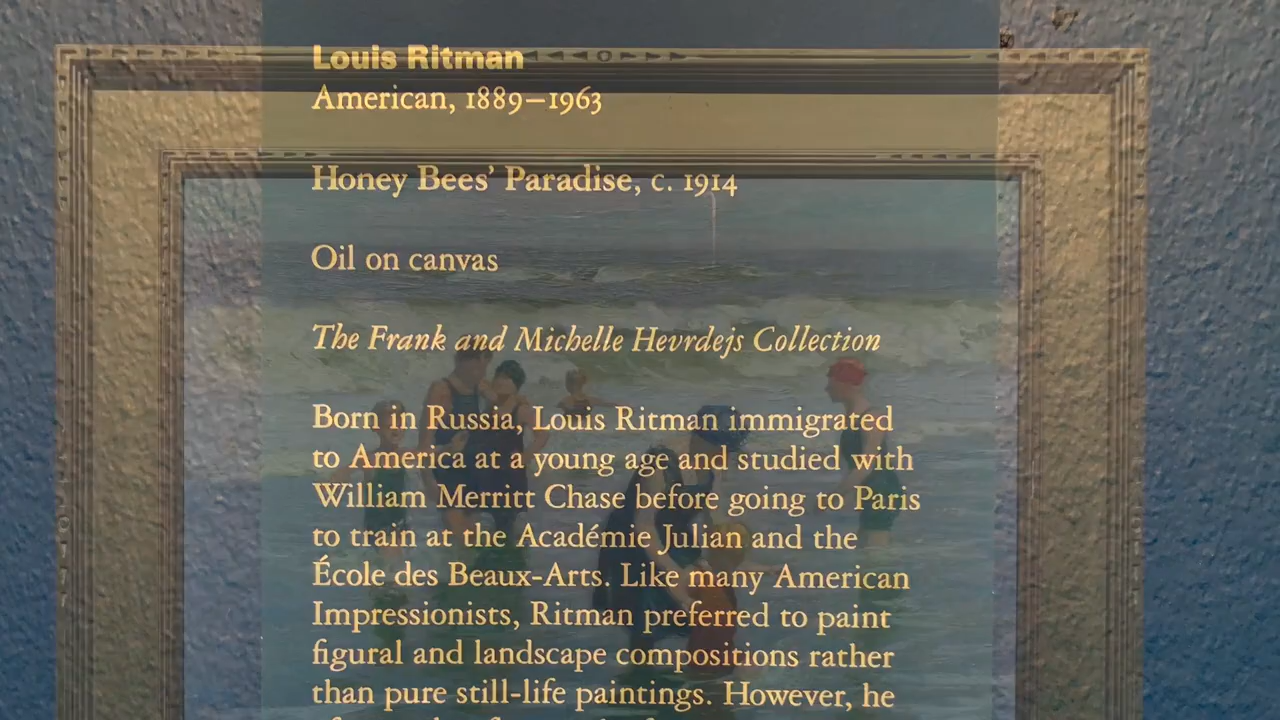 Louis Ritman
American, 1889–1963
Honey Bees’ Paradise, c. 1914
Oil on canvas
The Frank and Michelle Hevrdejs Collection
Born in Russia, Louis Ritman immigrated
to America at a young age and studied with
William Merritt Chase before going to Paris
to train at the Académie Julian and the
École des Beaux-Arts. Like many American
Impressionists, Ritman preferred to paint
figural and landscape compositions rather
than pure still-life paintings. However, he